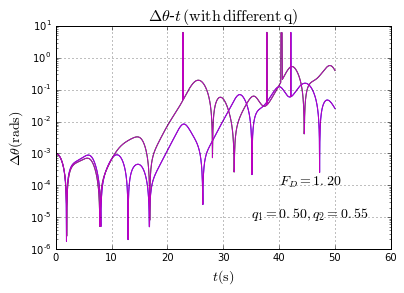 Δθ-t (with different q)
10^1
10^0
10^-1
10^-2
10^-3
10^-4
10^-5
10^-6
Δθ(rads)
F_D = 1.20
q_1 = 0.50, q_2 = 0.55
0 10 20 30 40 50 60
t(s)